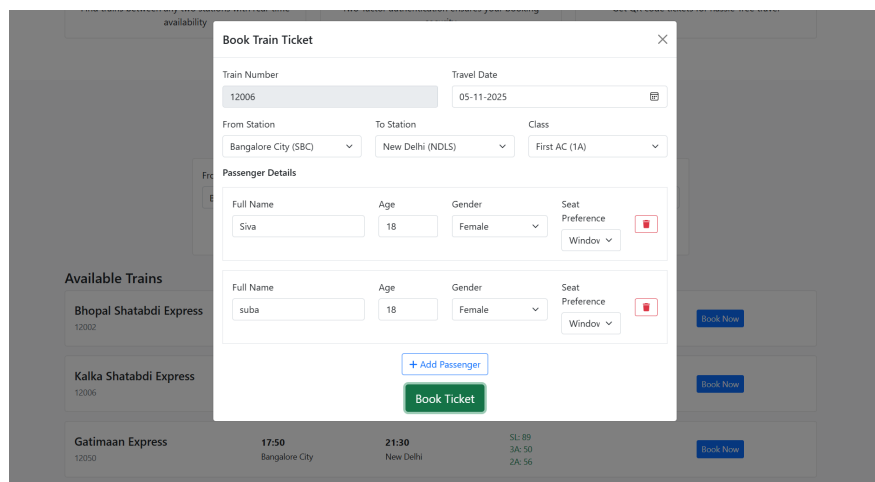 availability
Book Train Ticket
Train Number
Travel Date
12006
05-11-2025
From Station
To Station
Class
Bangalore City (SBC)
New Delhi (NDLS)
First AC (1A)
Passenger Details
Full Name
Age
Gender
Seat Preference
Siva
18
Female
Window
Full Name
Age
Gender
Seat Preference
suba
18
Female
Window
+ Add Passenger
Book Ticket
Available Trains
Bhopal Shatabdi Express
12002
Book Now
Kalka Shatabdi Express
12006
Book Now
Gatimaan Express
12050
17:50
Bangalore City
21:30
New Delhi
SL: 89
3A: 50
2A: 56
Book Now